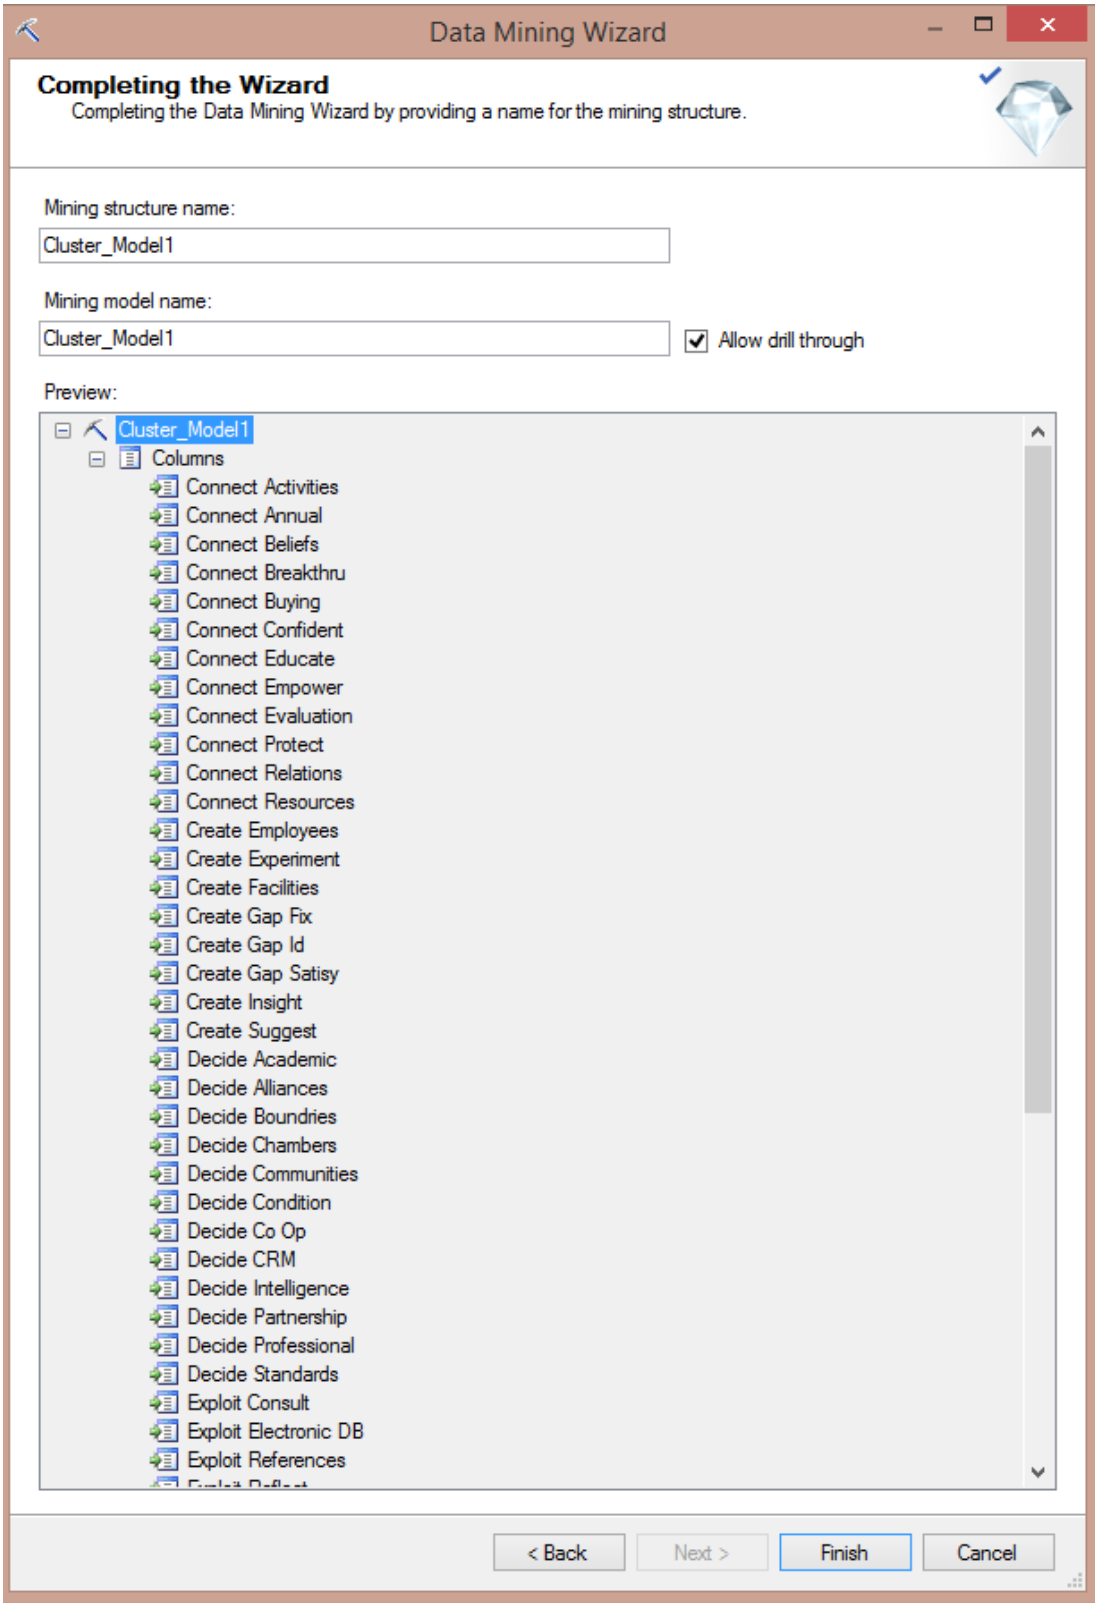 Data Mining Wizard
Completing the Wizard
Completing the Data Mining Wizard by providing a name for the mining structure.
Mining structure name:
Cluster_Model1
Mining model name:
Cluster_Model1
Allow drill through
Preview:
Cluster_Model1
Columns
Connect Activities
Connect Annual
Connect Beliefs
Connect Breakthru
Connect Buying
Connect Confident
Connect Educate
Connect Empower
Connect Evaluation
Connect Protect
Connect Relations
Connect Resources
Create Employees
Create Experiment
Create Facilities
Create Gap Fix
Create Gap Id
Create Gap Satisy
Create Insight
Create Suggest
Decide Academic
Decide Alliances
Decide Boundries
Decide Chambers
Decide Communities
Decide Condition
Decide Co Op
Decide CRM
Decide Intelligence
Decide Partnership
Decide Professional
Decide Standards
Exploit Consult
Exploit Electronic DB
Exploit References
Exploit Reflect
< Back
Next >
Finish
Cancel